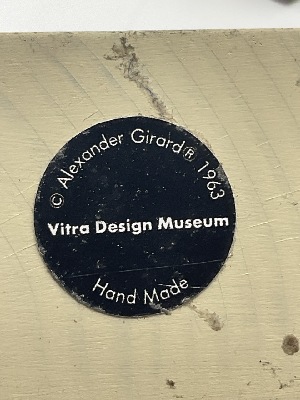 © Alexander Girard® 1963
Vitra Design Museum
Hand Made